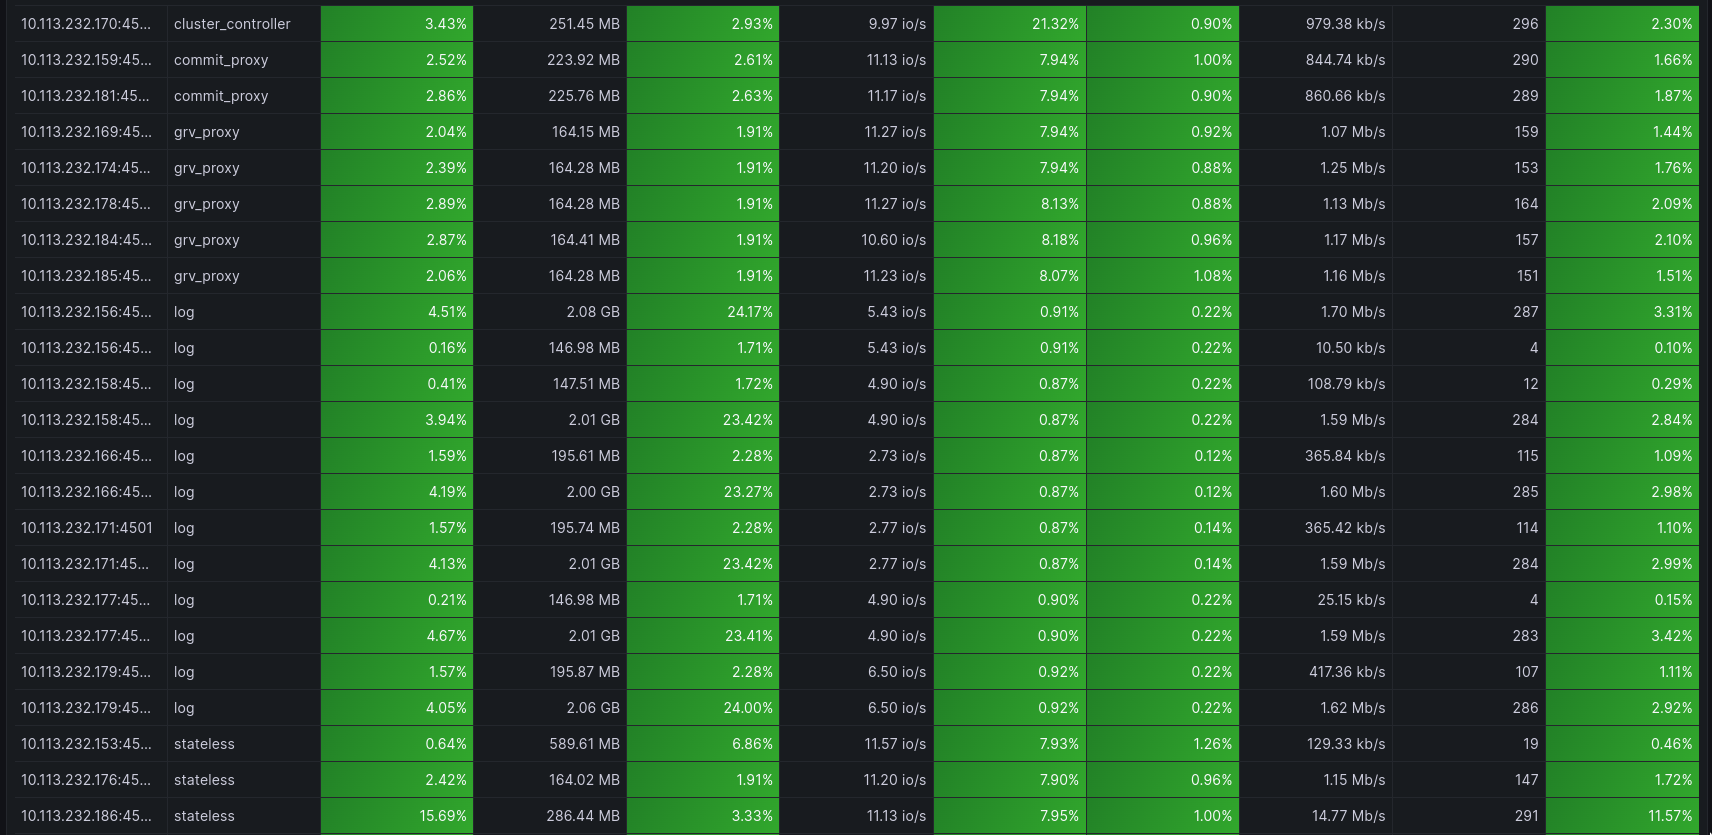 10.113.232.170:45... cluster_controller 3.43% 251.45 MB 2.93% 9.97 io/s 21.32% 0.90% 979.38 kb/s 296 2.30%
10.113.232.159:45... commit_proxy 2.52% 223.92 MB 2.61% 11.13 io/s 7.94% 1.00% 844.74 kb/s 290 1.66%
10.113.232.181:45... commit_proxy 2.86% 225.76 MB 2.63% 11.17 io/s 7.94% 0.90% 860.66 kb/s 289 1.87%
10.113.232.169:45... grv_proxy 2.04% 164.15 MB 1.91% 11.27 io/s 7.94% 0.92% 1.07 Mb/s 159 1.44%
10.113.232.174:45... grv_proxy 2.39% 164.28 MB 1.91% 11.20 io/s 7.94% 0.88% 1.25 Mb/s 153 1.76%
10.113.232.178:45... grv_proxy 2.89% 164.28 MB 1.91% 11.27 io/s 8.13% 0.88% 1.13 Mb/s 164 2.09%
10.113.232.184:45... grv_proxy 2.87% 164.41 MB 1.91% 10.60 io/s 8.18% 0.96% 1.17 Mb/s 157 2.10%
10.113.232.185:45... grv_proxy 2.06% 164.28 MB 1.91% 11.23 io/s 8.07% 1.08% 1.16 Mb/s 151 1.51%
10.113.232.156:45... log 4.51% 2.08 GB 24.17% 5.43 io/s 0.91% 0.22% 1.70 Mb/s 287 3.31%
10.113.232.156:45... log 0.16% 146.98 MB 1.71% 5.43 io/s 0.91% 0.22% 10.50 kb/s 4 0.10%
10.113.232.158:45... log 0.41% 147.51 MB 1.72% 4.90 io/s 0.87% 0.22% 108.79 kb/s 12 0.29%
10.113.232.158:45... log 3.94% 2.01 GB 23.42% 4.90 io/s 0.87% 0.22% 1.59 Mb/s 284 2.84%
10.113.232.166:45... log 1.59% 195.61 MB 2.28% 2.73 io/s 0.87% 0.12% 365.84 kb/s 115 1.09%
10.113.232.166:45... log 4.19% 2.00 GB 23.27% 2.73 io/s 0.87% 0.12% 1.60 Mb/s 285 2.98%
10.113.232.171:4501 log 1.57% 195.74 MB 2.28% 2.77 io/s 0.87% 0.14% 365.42 kb/s 114 1.10%
10.113.232.171:45... log 4.13% 2.01 GB 23.42% 2.77 io/s 0.87% 0.14% 1.59 Mb/s 284 2.99%
10.113.232.177:45... log 0.21% 146.98 MB 1.71% 4.90 io/s 0.90% 0.22% 25.15 kb/s 4 0.15%
10.113.232.177:45... log 4.67% 2.01 GB 23.41% 4.90 io/s 0.90% 0.22% 1.59 Mb/s 283 3.42%
10.113.232.179:45... log 1.57% 195.87 MB 2.28% 6.50 io/s 0.92% 0.22% 417.36 kb/s 107 1.11%
10.113.232.179:45... log 4.05% 2.06 GB 24.00% 6.50 io/s 0.92% 0.22% 1.62 Mb/s 286 2.92%
10.113.232.153:45... stateless 0.64% 589.61 MB 6.86% 11.57 io/s 7.93% 1.26% 129.33 kb/s 19 0.46%
10.113.232.176:45... stateless 2.42% 164.02 MB 1.91% 11.20 io/s 7.90% 0.96% 1.15 Mb/s 147 1.72%
10.113.232.186:45... stateless 15.69% 286.44 MB 3.33% 11.13 io/s 7.95% 1.00% 14.77 Mb/s 291 11.57%